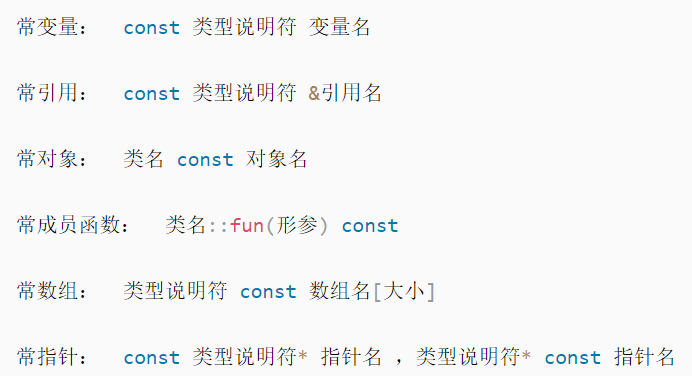 常变量： const 类型说明符 变量名
常引用： const 类型说明符 &引用名
常对象： 类名 const 对象名
常成员函数： 类名::fun(形参) const
常数组： 类型说明符 const 数组名[大小]
常指针： const 类型说明符* 指针名 ，类型说明符* const 指针名